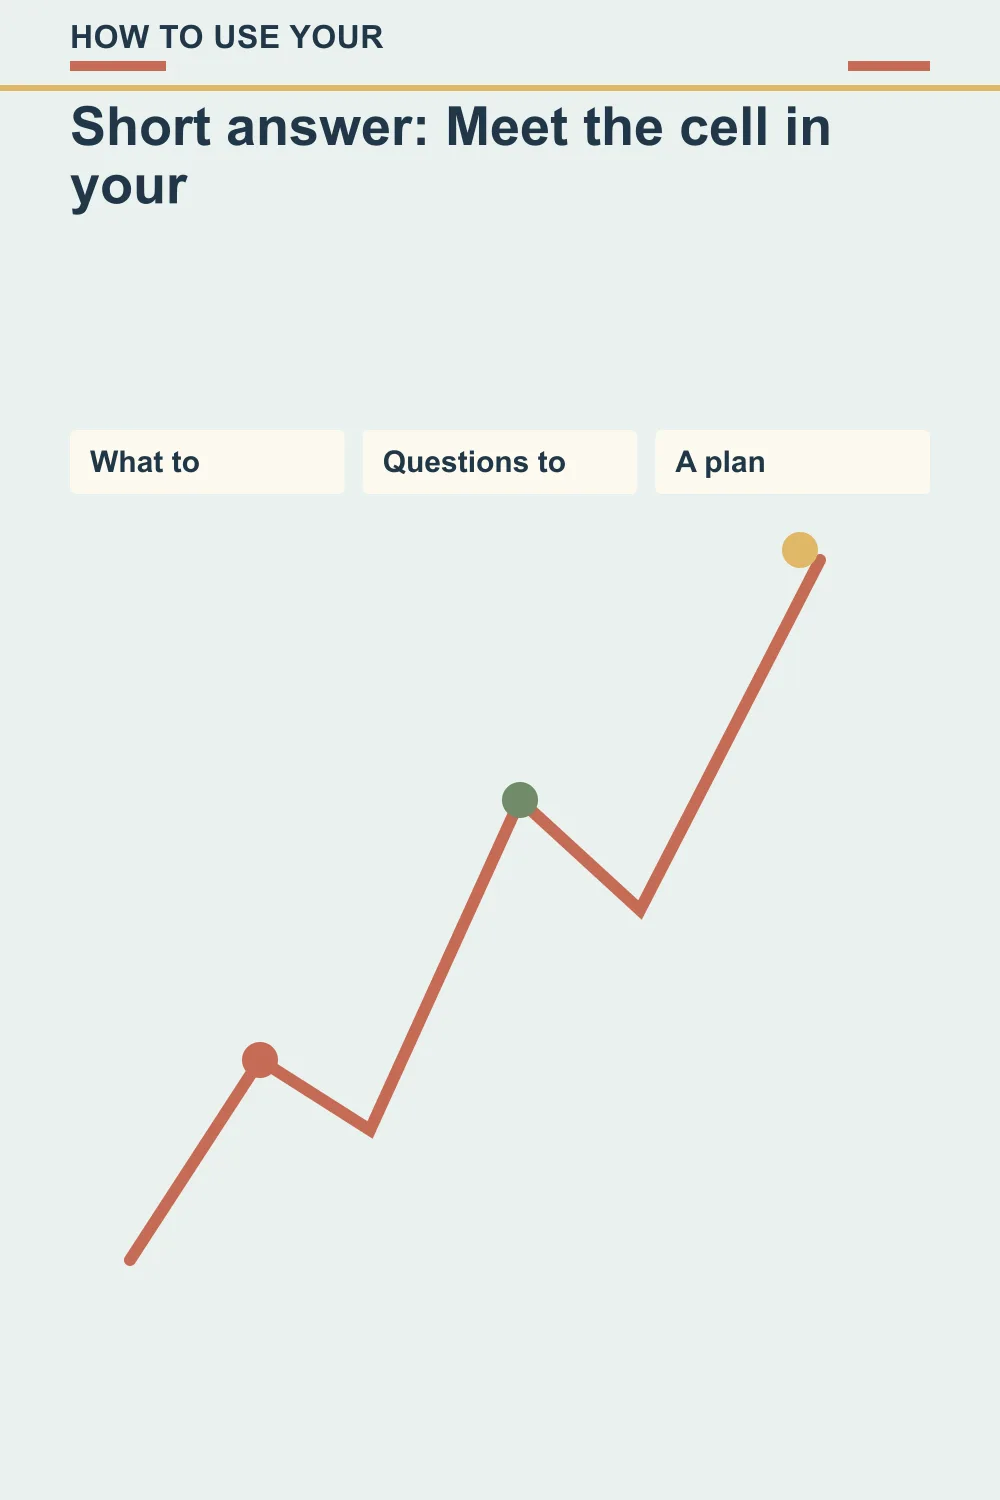 HOW TO USE YOUR
Short answer: Meet the cell in
your
What to
Questions to
A plan